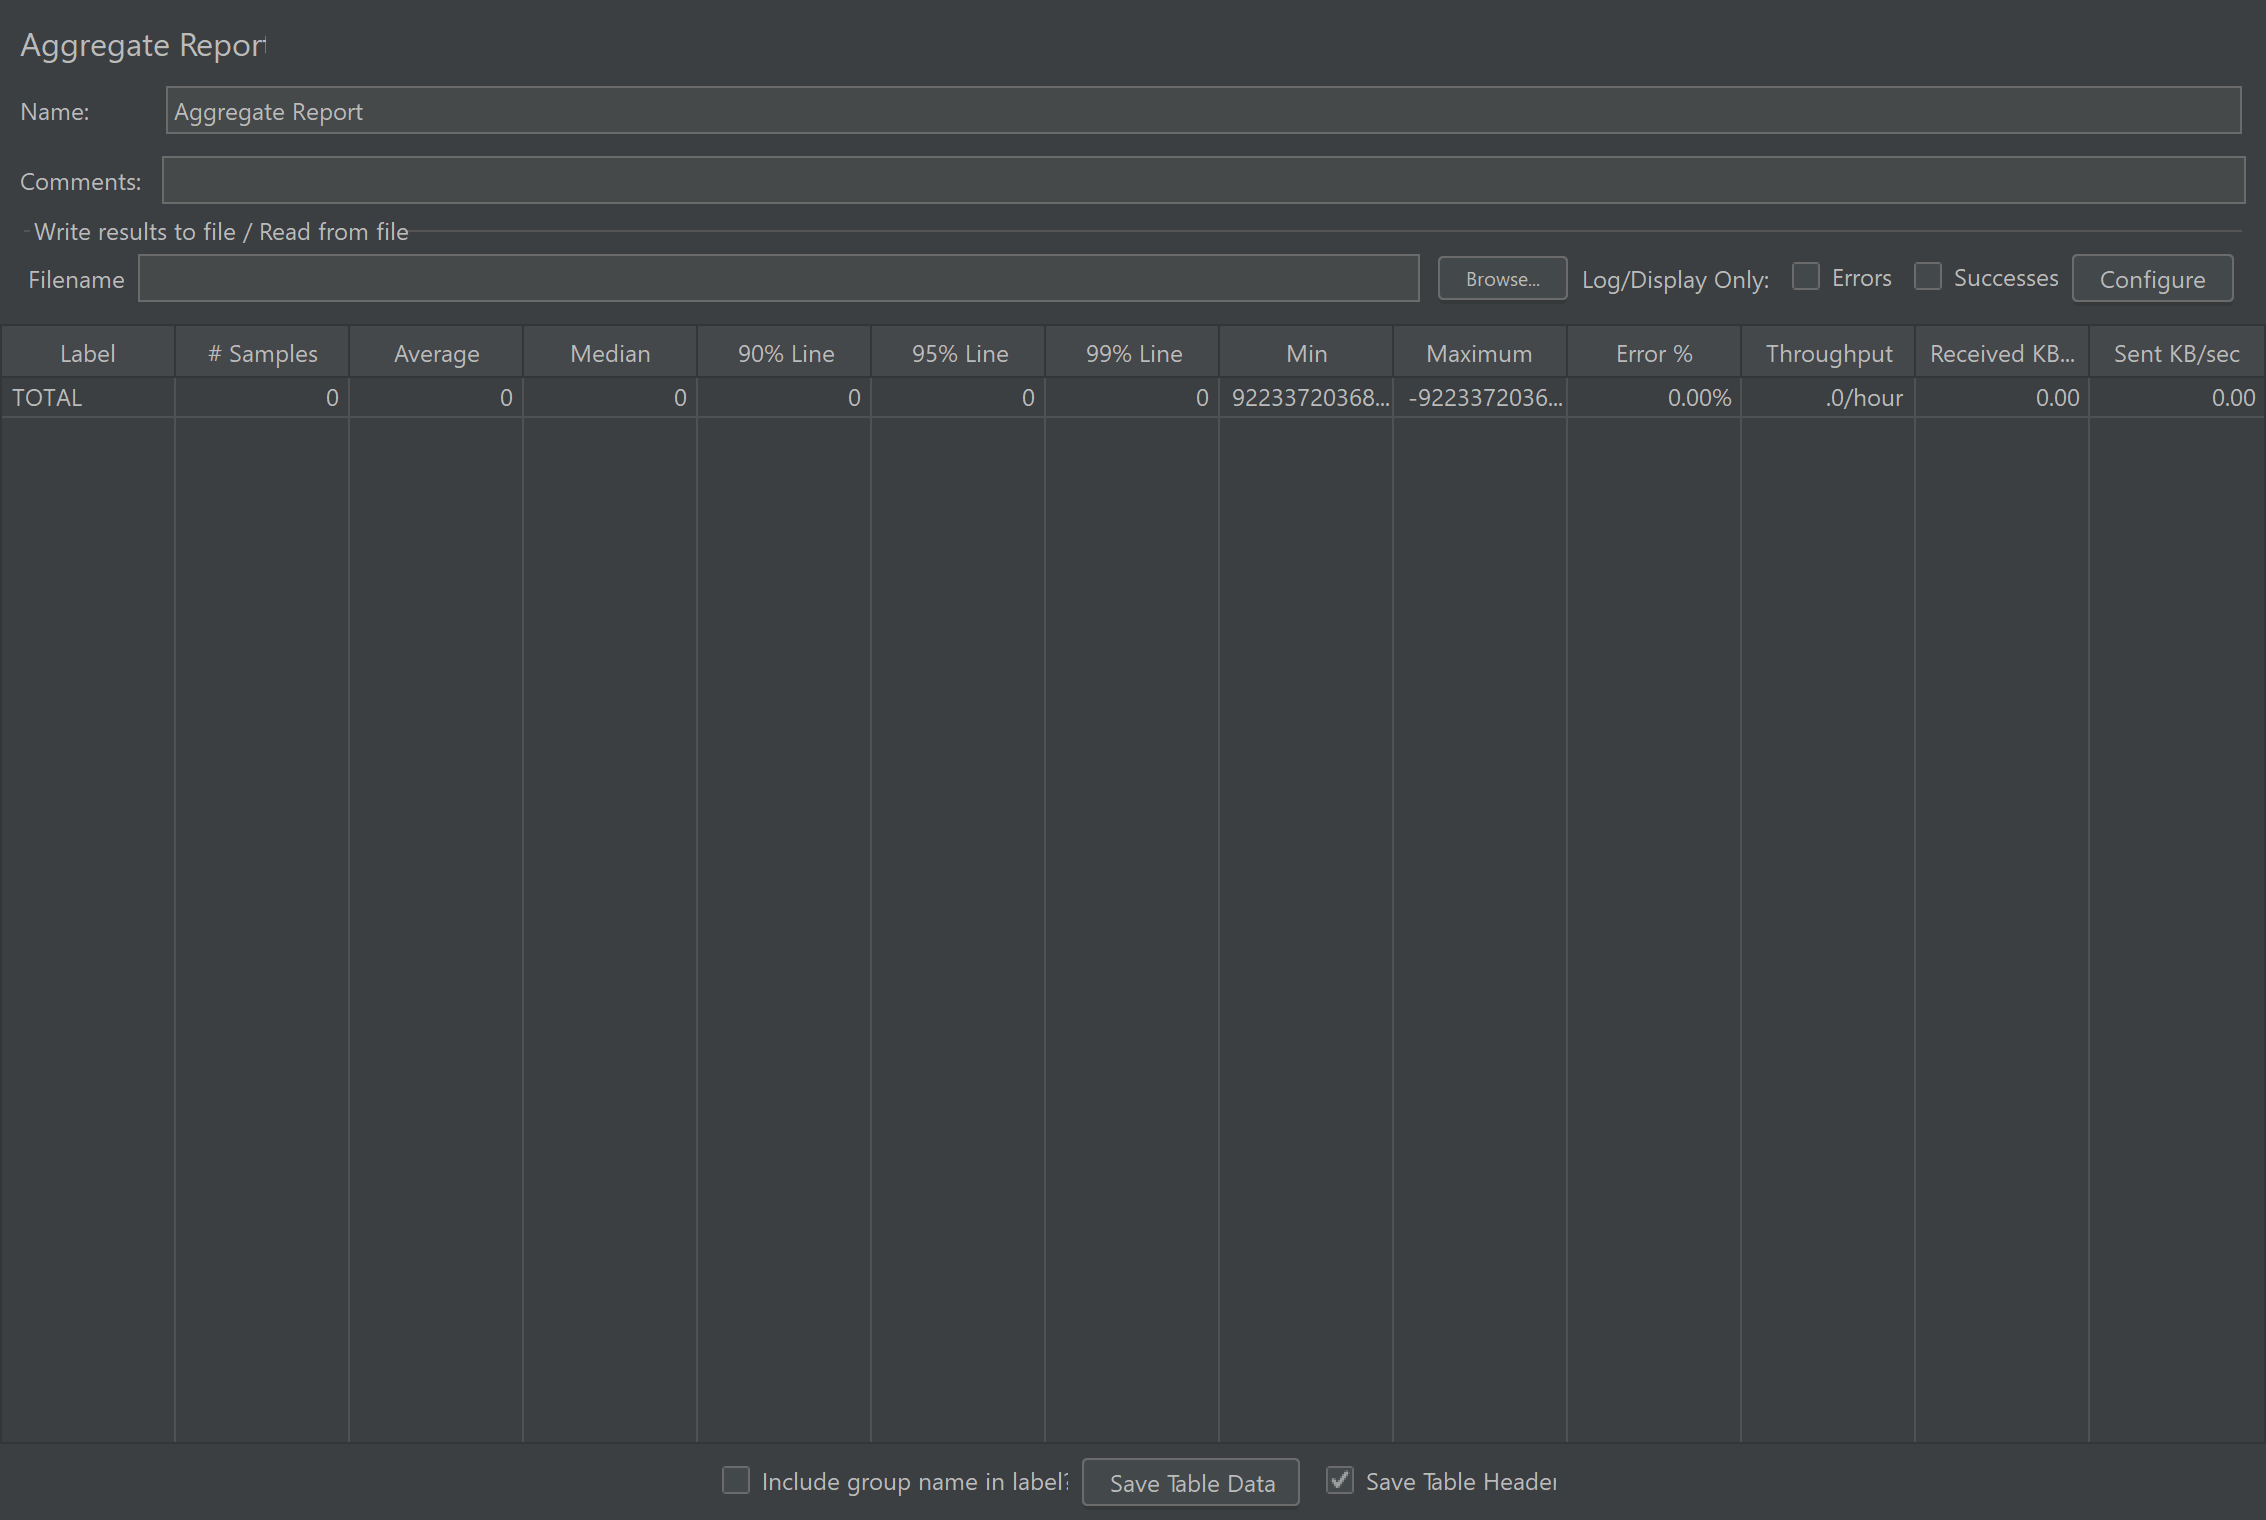 Aggregate Report
Name: Aggregate Report
Comments:
Write results to file / Read from file
Filename Browse... Log/Display Only: Errors Successes Configure
Label # Samples Average Median 90% Line 95% Line 99% Line Min Maximum Error % Throughput Received KB... Sent KB/sec
TOTAL 0 0 0 0 0 0 92233720368... -9223372036... 0.00% .0/hour 0.00 0.00
Include group name in label? Save Table Data Save Table Header